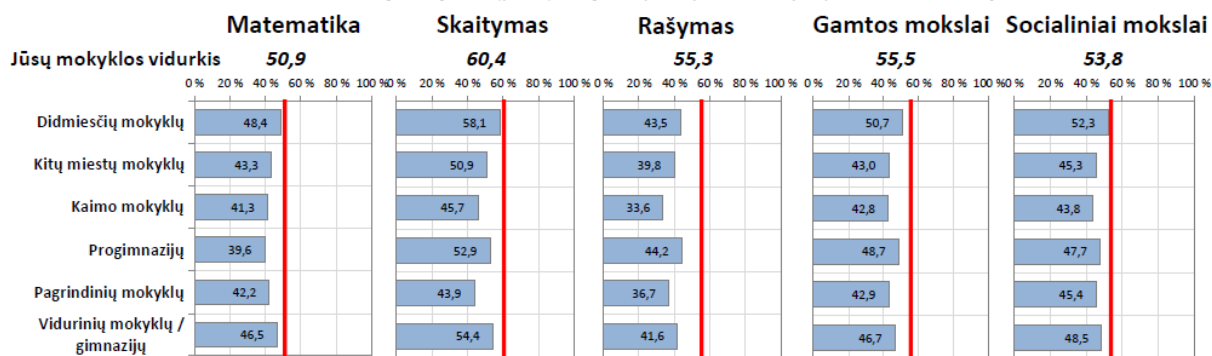 Matematika Skaitymas Rašymas Gamtos mokslai Socialiniai mokslai
Jūsų mokyklos vidurkis 50,9 60,4 55,3 55,5 53,8
0 % 20 % 40 % 60 % 80 % 100 % 0 % 20 % 40 % 60 % 80 % 100 % 0 % 20 % 40 % 60 % 80 % 100 % 0 % 20 % 40 % 60 % 80 % 100 % 0 % 20 % 40 % 60 % 80 % 100 %
Didmiesčių mokyklų 48,4 58,1 43,5 50,7 52,3
Kitų miestų mokyklų 43,3 50,9 39,8 43,0 45,3
Kaimo mokyklų 41,3 45,7 33,6 42,8 43,8
Progimnazijų 39,6 52,9 44,2 48,7 47,7
Pagrindinių mokyklų 42,2 43,9 36,7 42,9 45,4
Vidurinių mokyklų / 46,5 54,4 41,6 46,7 48,5
gimnazijų